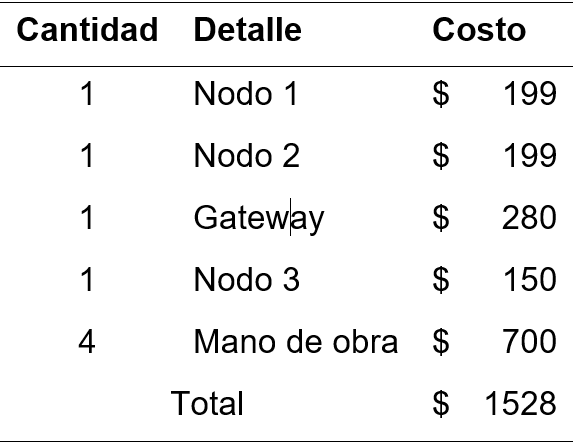 Cantidad Detalle Costo
1 Nodo 1 $ 199
1 Nodo 2 $ 199
1 Gateway $ 280
1 Nodo 3 $ 150
4 Mano de obra $ 700
Total $ 1528